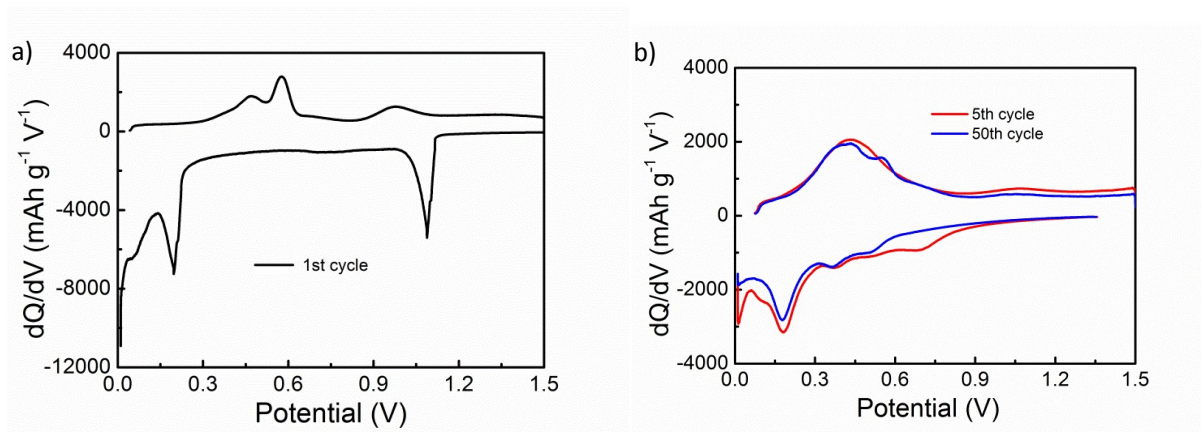 a)
4000
0
-4000
-8000
-12000
dQ/dV (mAh g⁻¹ V⁻¹)
1st cycle
0.0 0.3 0.6 0.9 1.2 1.5
Potential (V)
b)
4000
2000
0
-2000
-4000
dQ/dV (mAh g⁻¹ V⁻¹)
5th cycle
50th cycle
0.0 0.3 0.6 0.9 1.2 1.5
Potential (V)